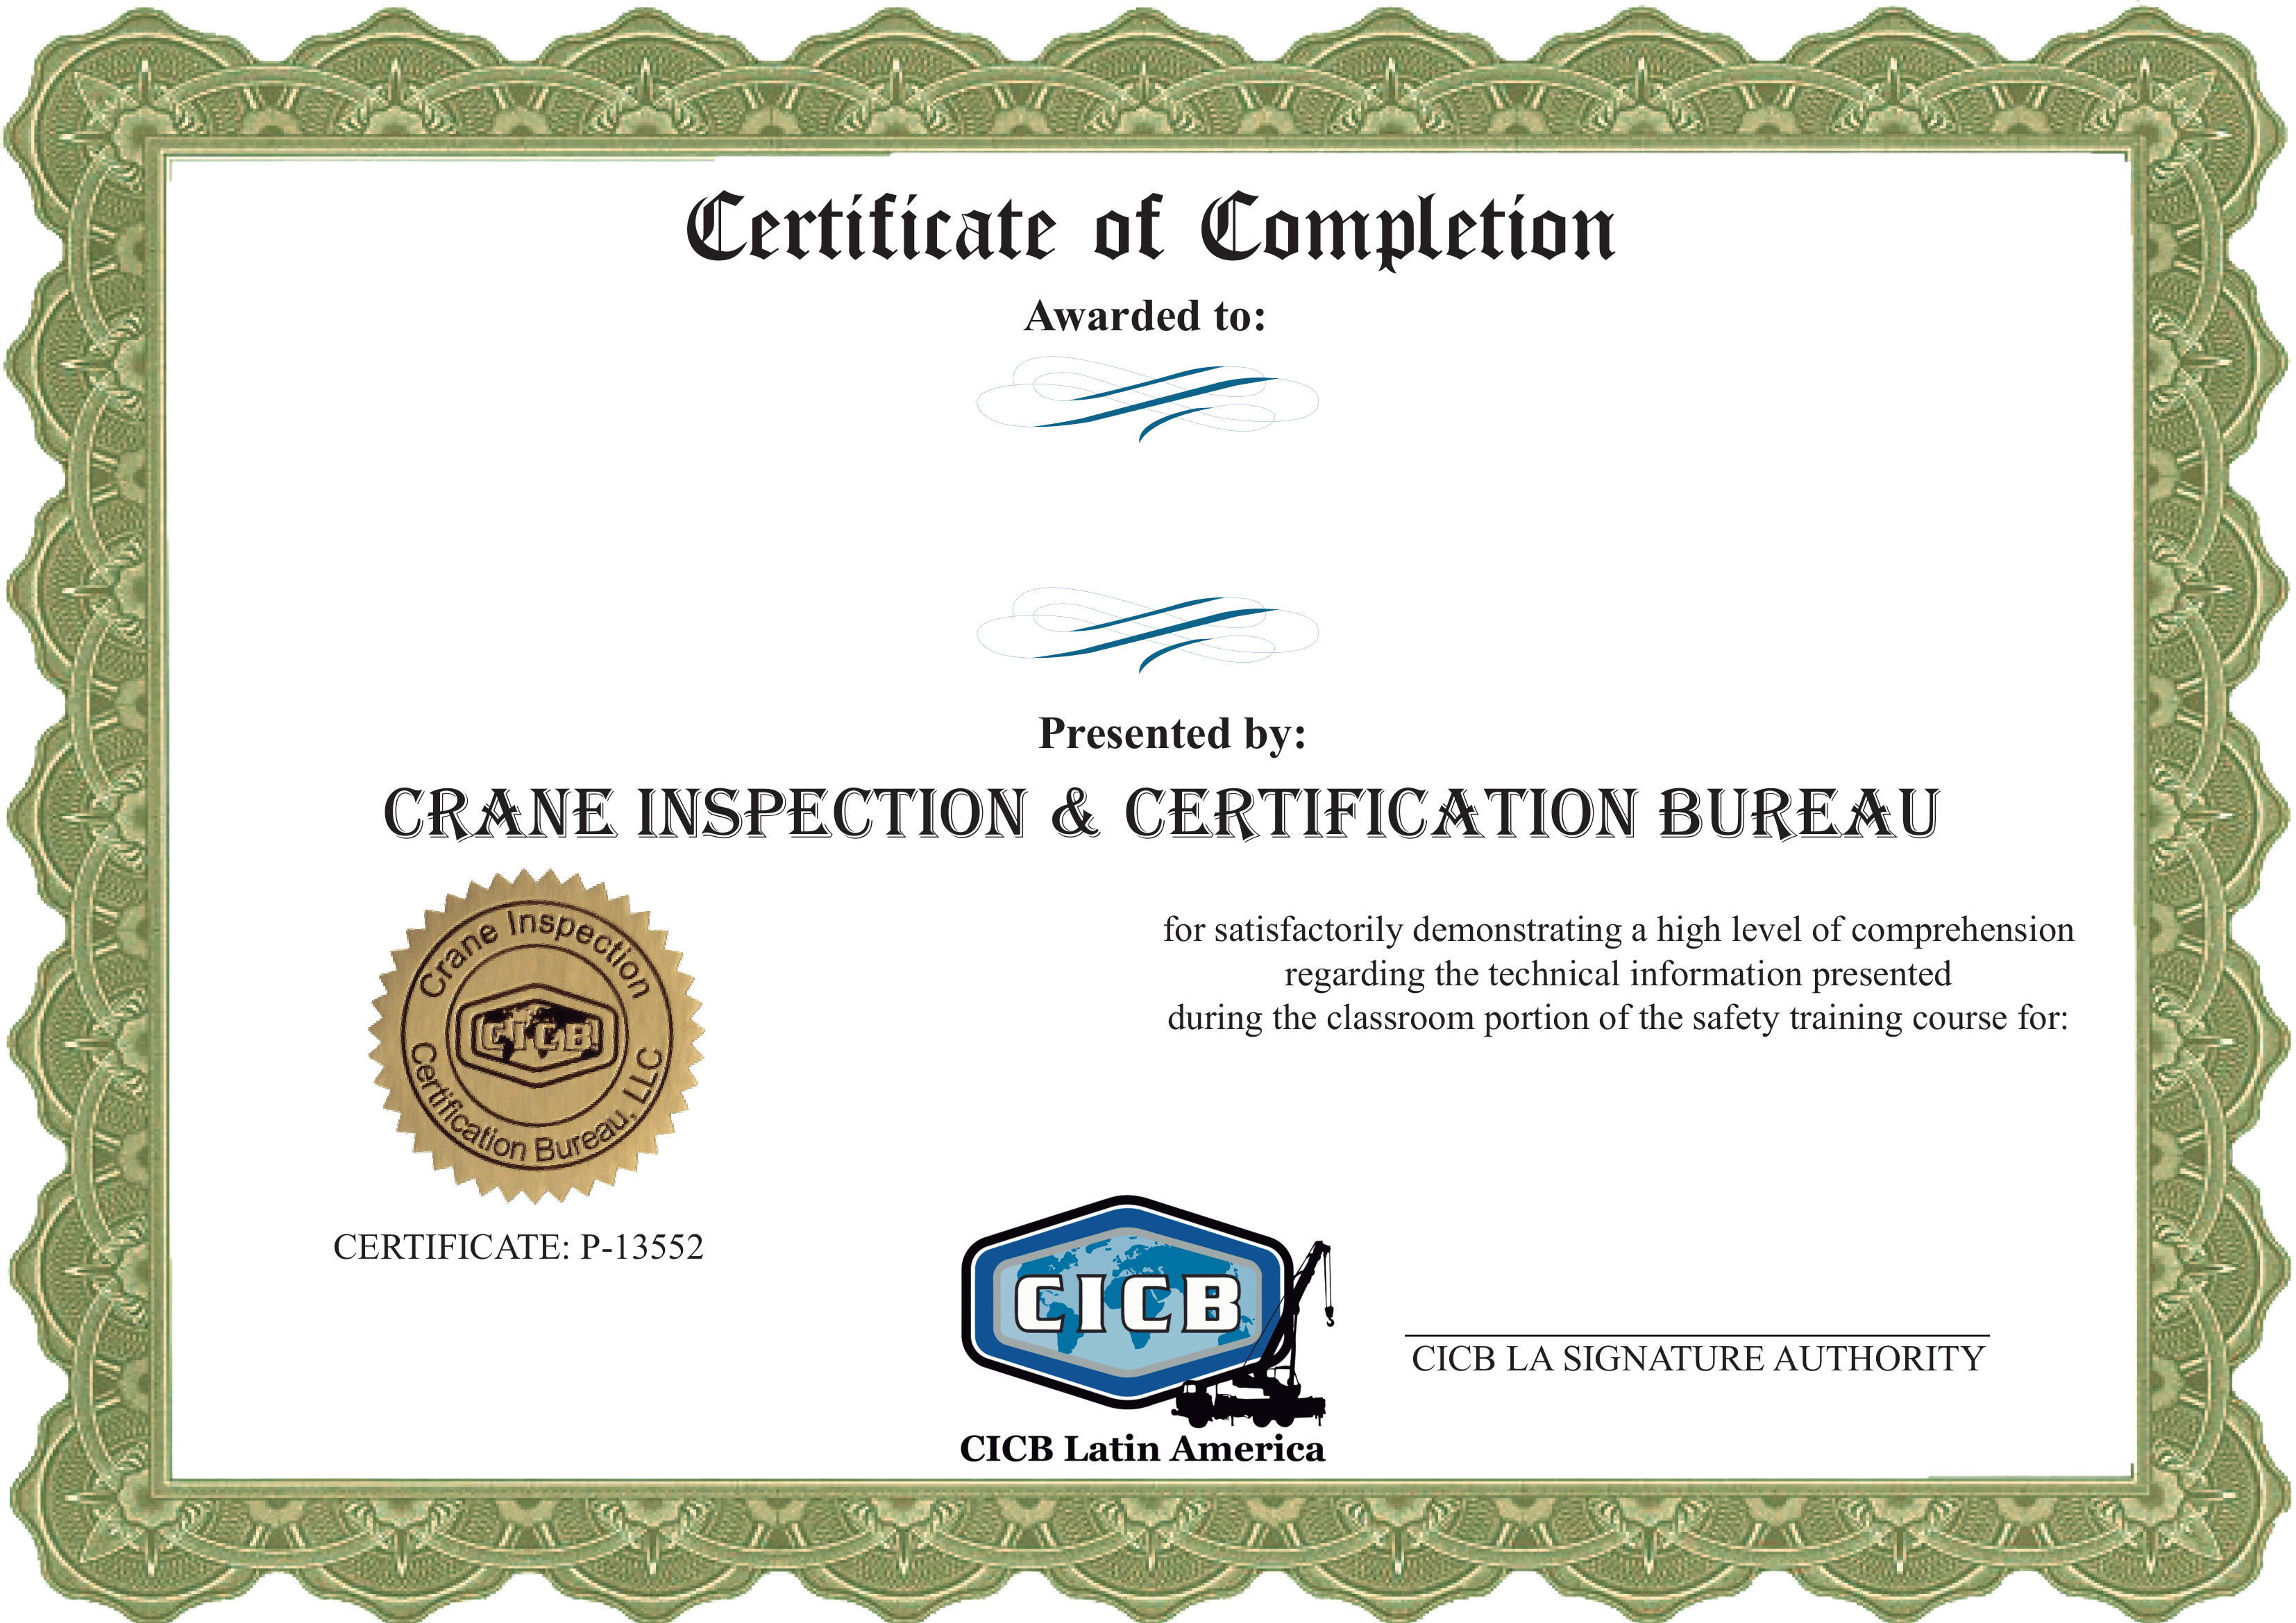 Certificate of Completion
Awarded to:
Presented by:
CRANE INSPECTION & CERTIFICATION BUREAU
Crane Inspection
CICB
Certification Bureau, LLC
for satisfactorily demonstrating a high level of comprehension
regarding the technical information presented
during the classroom portion of the safety training course for:
CERTIFICATE: P-13552
CICB
CICB Latin America
CICB LA SIGNATURE AUTHORITY